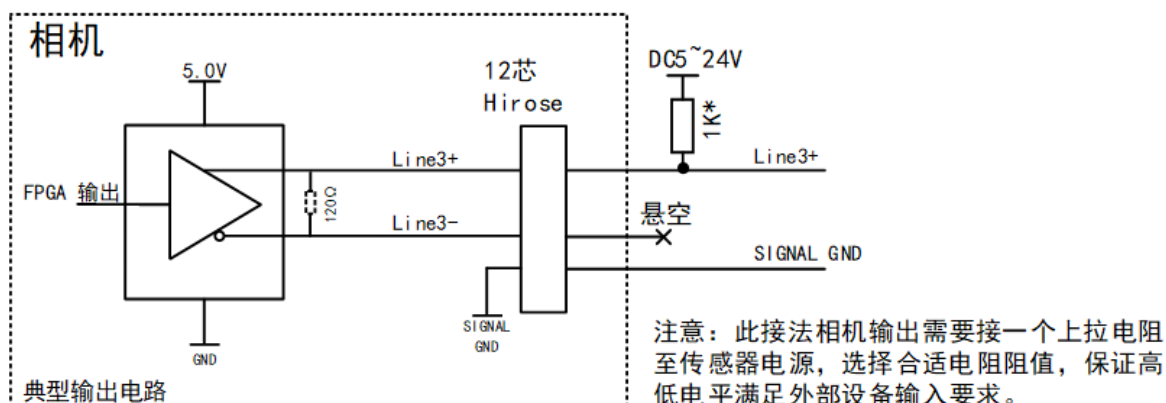 相机
5.0V
12芯
Hirose
DC5~24V
1K*
Line3+
Line3+
FPGA 输出
120Ω
Line3-
悬空
SIGNAL GND
SIGNAL
GND
GND
典型输出电路
注意：此接法相机输出需要接一个上拉电阻
至传感器电源，选择合适电阻阻值，保证高
低电平满足外部设备输入要求。